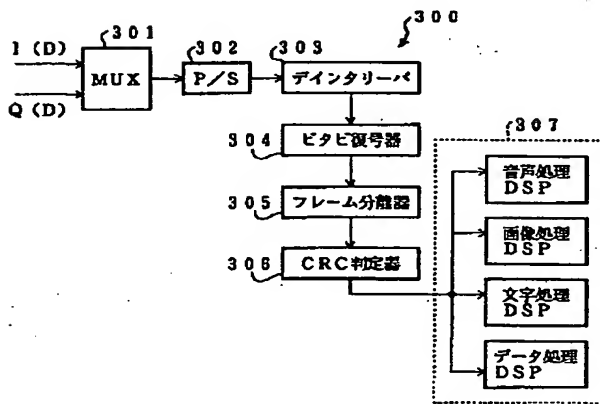 ３００
３０１
３０２
３０３
Ｉ（Ｄ）
Ｑ（Ｄ）
ＭＵＸ
Ｐ／Ｓ
デインタリーバ
３０４
ビタビ復号器
３０５
フレーム分離器
３０６
ＣＲＣ判定器
３０７
音声処理
ＤＳＰ
画像処理
ＤＳＰ
文字処理
ＤＳＰ
データ処理
ＤＳＰ